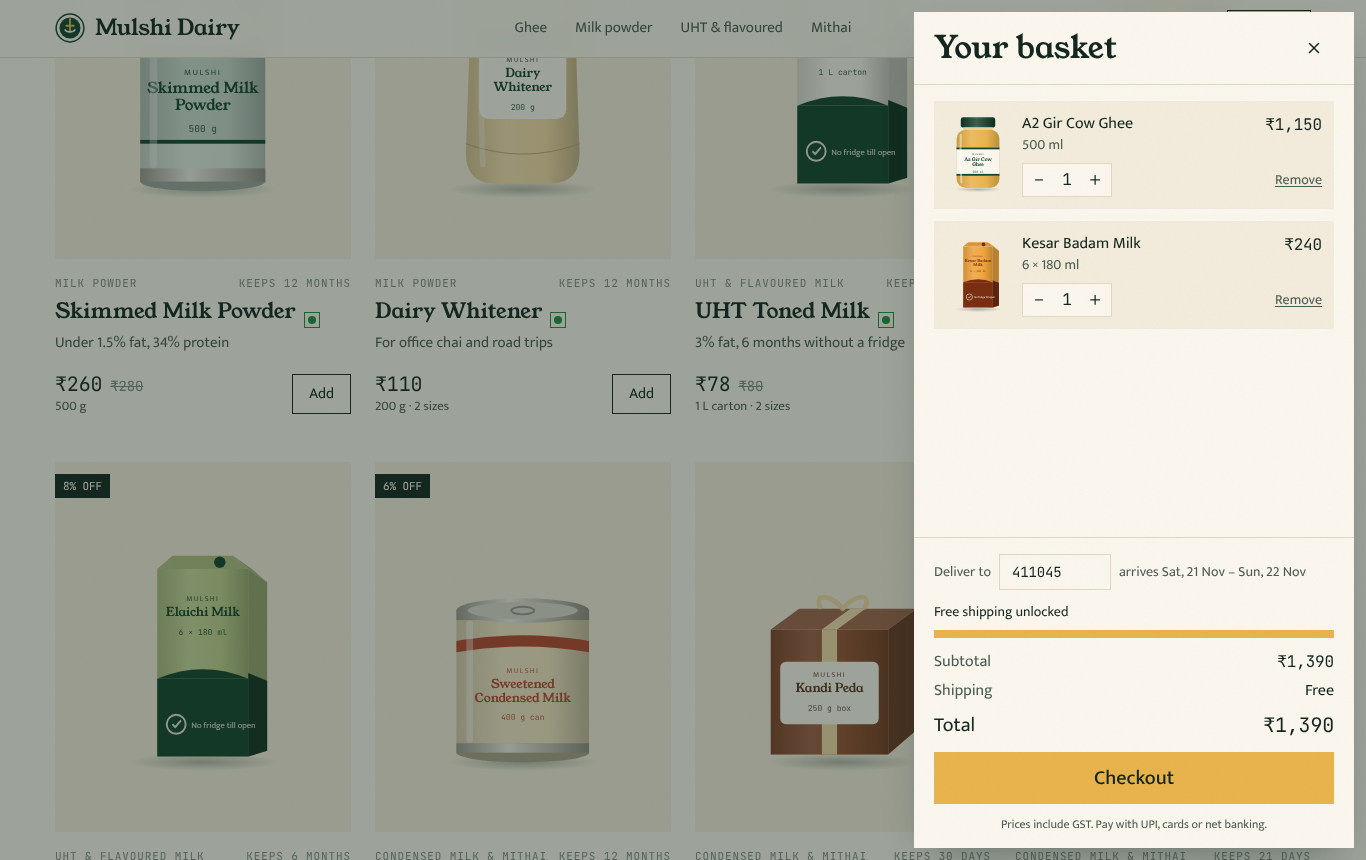 Mulshi Dairy
Ghee Milk powder UHT & flavoured Mithai
MULSHI
Skimmed Milk
Powder
500 g
Dairy
Whitener
200 g
1 L carton
No fridge till open
MILK POWDER KEEPS 12 MONTHS
Skimmed Milk Powder
Under 1.5% fat, 34% protein
₹260 ₹280
500 g
Add
MILK POWDER KEEPS 12 MONTHS
Dairy Whitener
For office chai and road trips
₹110
200 g · 2 sizes
Add
UHT & FLAVOURED MILK
UHT Toned Milk
3% fat, 6 months without a fridge
₹78 ₹80
1 L carton · 2 sizes
8% OFF
MULSHI
Elaichi Milk
6 × 180 mL
No fridge till open
6% OFF
MULSHI
Sweetened
Condensed Milk
400 g can
MULSHI
Kandi Peda
250 g box
UHT & FLAVOURED MILK KEEPS 6 MONTHS
CONDENSED MILK & MITHAI KEEPS 12 MONTHS
CONDENSED MILK & MITHAI KEEPS 30 DAYS
CONDENSED MILK & MITHAI KEEPS 21 DAYS
Your basket
A2 Gir Cow Ghee
₹1,150
500 ml
− 1 +
Remove
Kesar Badam Milk
₹240
6 × 180 ml
− 1 +
Remove
Deliver to 411045 arrives Sat, 21 Nov – Sun, 22 Nov
Free shipping unlocked
Subtotal ₹1,390
Shipping Free
Total ₹1,390
Checkout
Prices include GST. Pay with UPI, cards or net banking.